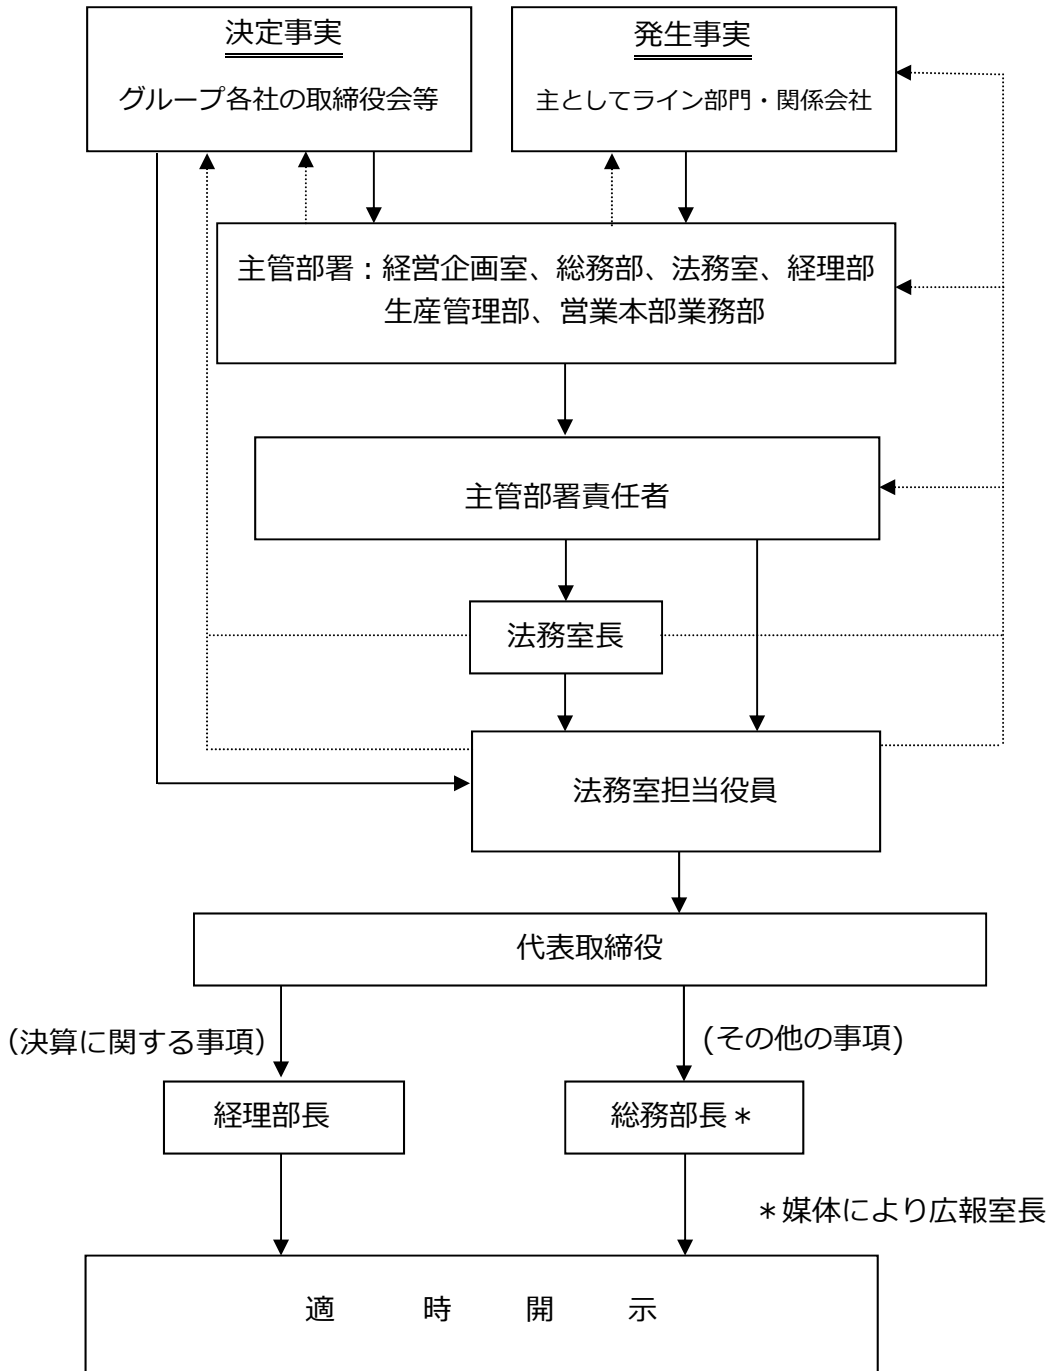 決定事実
グループ各社の取締役会等
発生事実
主としてライン部門・関係会社
主管部署：経営企画室、総務部、法務室、経理部
生産管理部、営業本部業務部
主管部署責任者
法務室長
法務室担当役員
代表取締役
(決算に関する事項)
(その他の事項)
経理部長
総務部長＊
＊媒体により広報室長
適　時　開　示